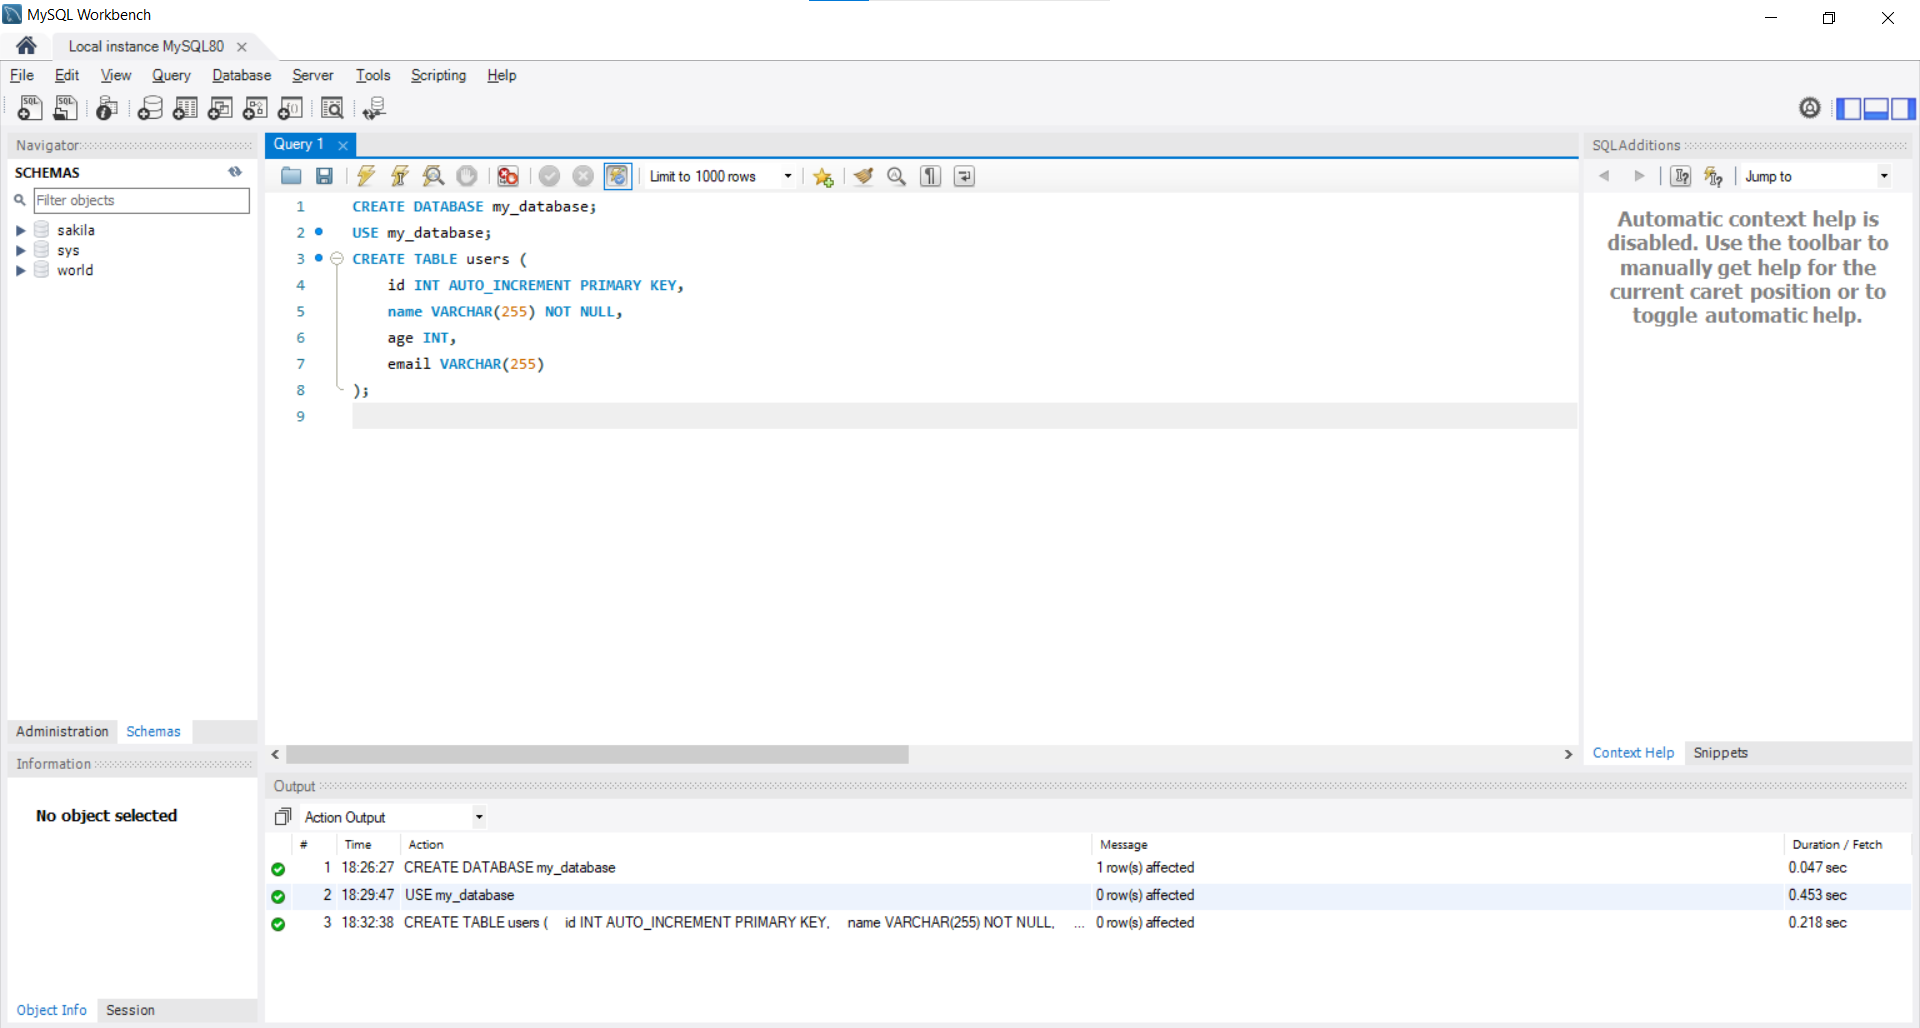 MySQL Workbench
Local instance MySQL80
File Edit View Query Database Server Tools Scripting Help
Navigator
SCHEMAS
Filter objects
sakila
sys
world
Administration Schemas
Information
No object selected
Object Info Session
Query 1
Limit to 1000 rows
1 CREATE DATABASE my_database;
2 USE my_database;
3 CREATE TABLE users (
4 id INT AUTO_INCREMENT PRIMARY KEY,
5 name VARCHAR(255) NOT NULL,
6 age INT,
7 email VARCHAR(255)
8 );
9
SQLAdditions
Jump to
Automatic context help is
disabled. Use the toolbar to
manually get help for the
current caret position or to
toggle automatic help.
Context Help Snippets
Output
Action Output
# Time Action Message Duration / Fetch
1 18:26:27 CREATE DATABASE my_database 1 row(s) affected 0.047 sec
2 18:29:47 USE my_database 0 row(s) affected 0.453 sec
3 18:32:38 CREATE TABLE users ( id INT AUTO_INCREMENT PRIMARY KEY, name VARCHAR(255) NOT NULL, ... 0 row(s) affected 0.218 sec